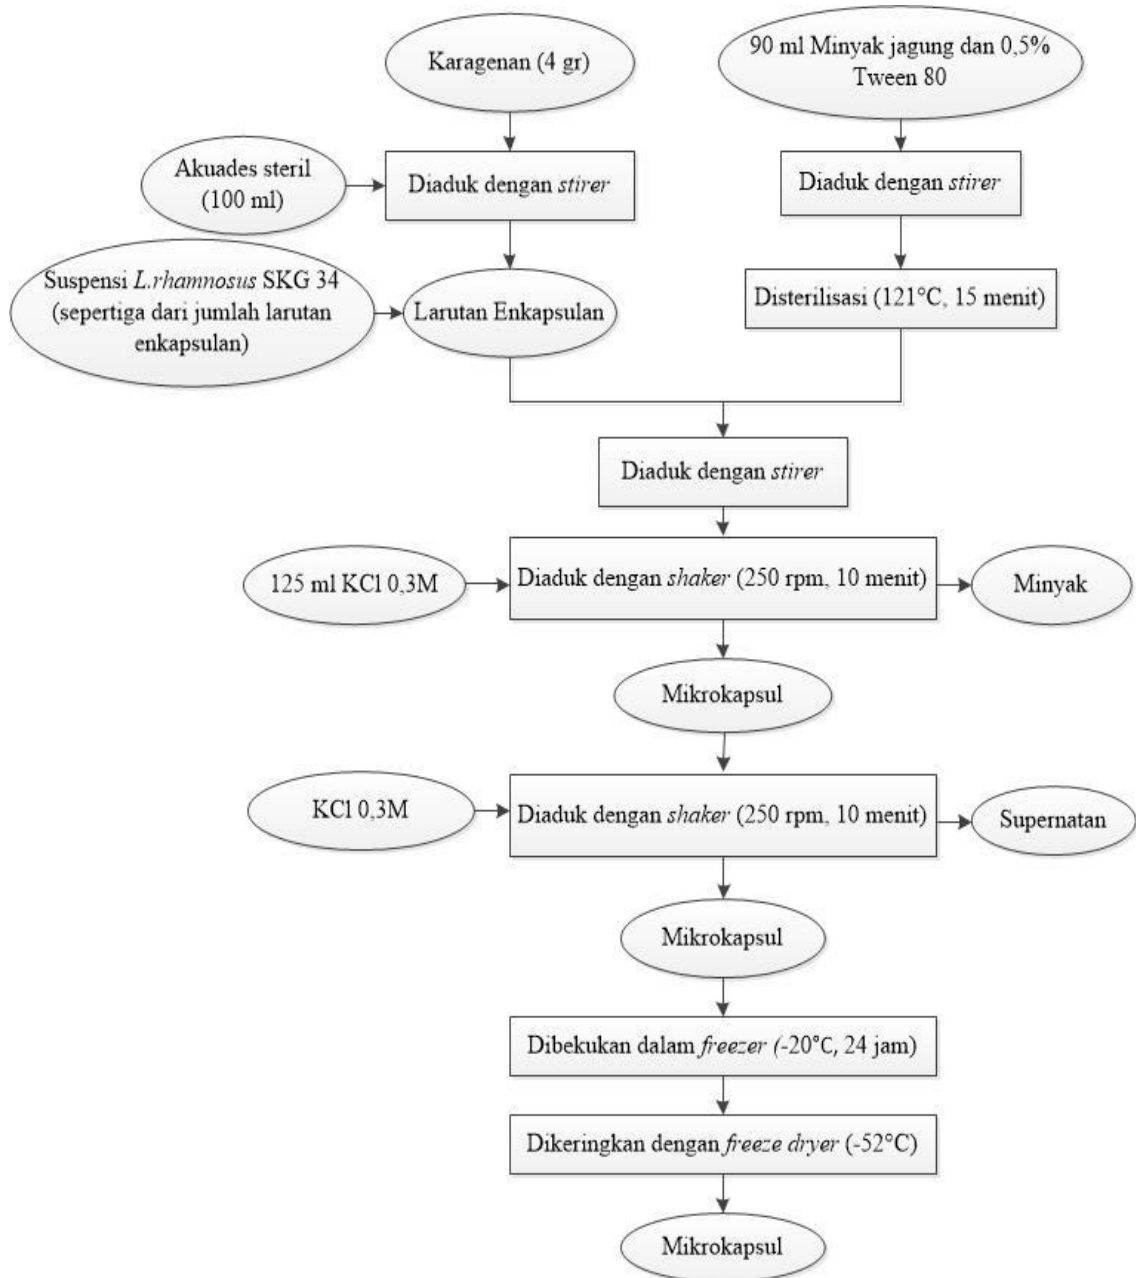 Karagenan (4 gr)
90 ml Minyak jagung dan 0,5%
Tween 80
Akuades steril
(100 ml)
Diaduk dengan stirer
Diaduk dengan stirer
Suspensi L.rhamnosus SKG 34
(sepertiga dari jumlah larutan
enkapsulan)
Larutan Enkapsulan
Disterilisasi (121°C, 15 menit)
Diaduk dengan stirer
125 ml KCl 0,3M
Diaduk dengan shaker (250 rpm, 10 menit)
Minyak
Mikrokapsul
KCl 0,3M
Diaduk dengan shaker (250 rpm, 10 menit)
Supernatan
Mikrokapsul
Dibekukan dalam freezer (-20°C, 24 jam)
Dikeringkan dengan freeze dryer (-52°C)
Mikrokapsul